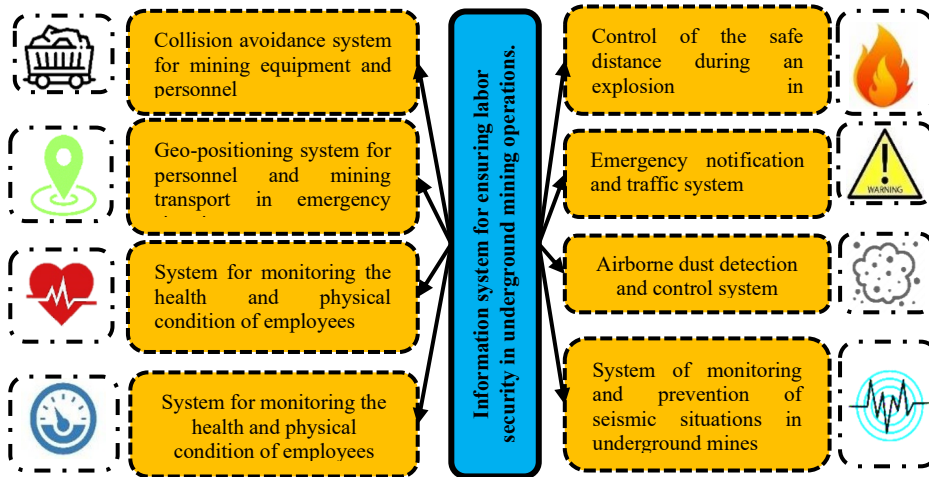 Collision avoidance system
for mining equipment and
personnel
Geo-positioning system for
personnel and mining
transport in emergency
System for monitoring the
health and physical
condition of employees
System for monitoring the
health and physical
condition of employees
Information system for ensuring labor
security in underground mining operations.
Control of the safe
distance during an
explosion in
Emergency notification
and traffic system
WARNING
Airborne dust detection
and control system
System of monitoring
and prevention of
seismic situations in
underground mines